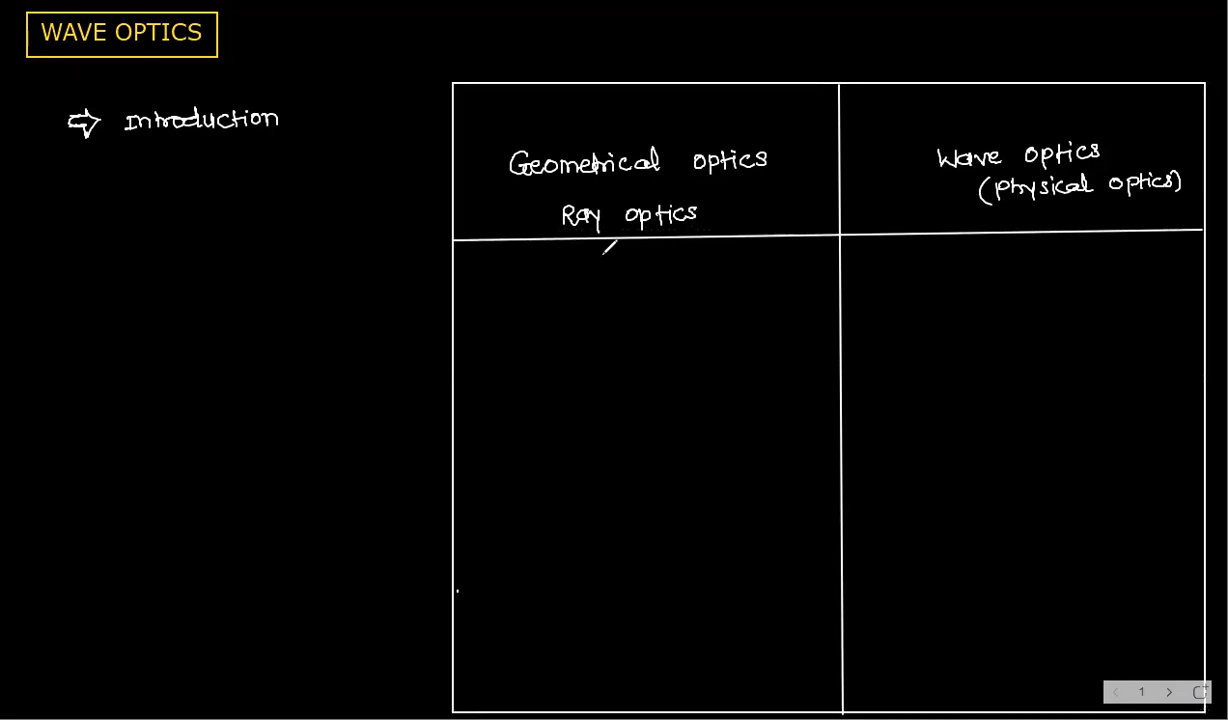 WAVE OPTICS
⇒ Introduction
Geometrical optics
Ray optics
Wave optics
(physical optics)
1